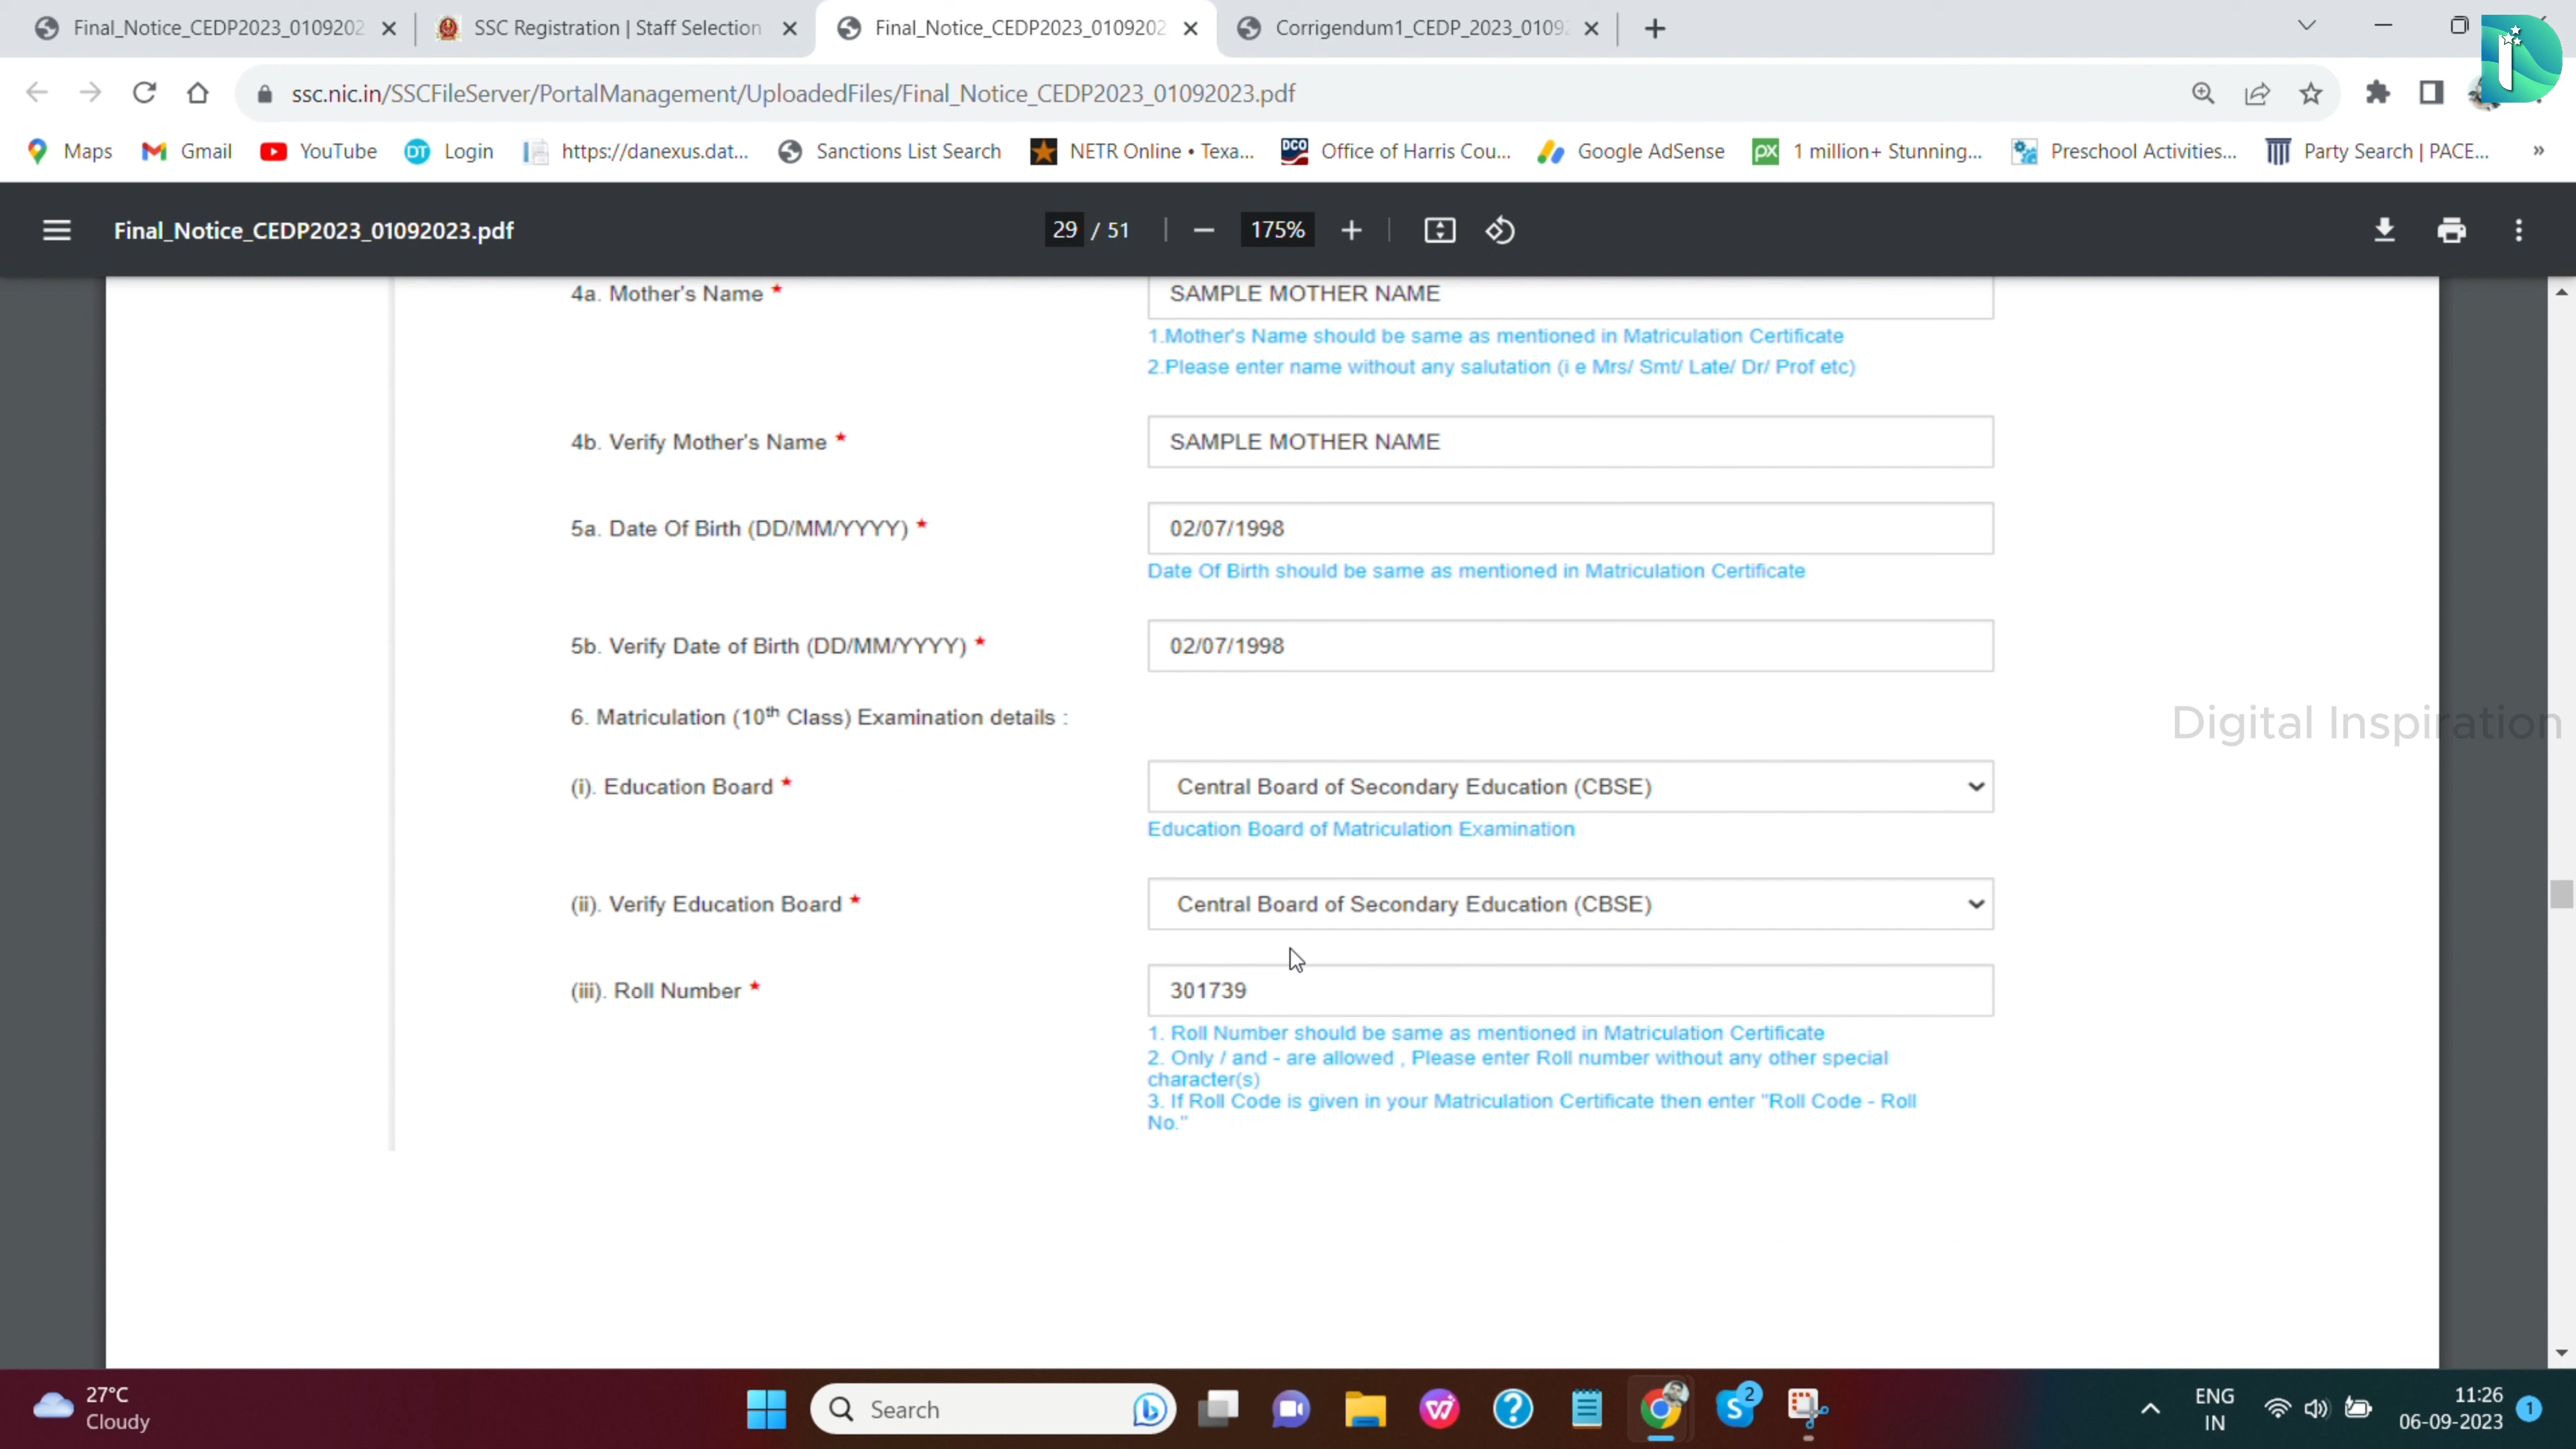 Final_Notice_CEDP2023_0109202
SSC Registration | Staff Selection
Final_Notice_CEDP2023_0109202
Corrigendum1_CEDP_2023_0109
ssc.nic.in/SSCFileServer/PortalManagement/UploadedFiles/Final_Notice_CEDP2023_01092023.pdf
Maps
Gmail
YouTube
DT
Login
https://danexus.dat...
Sanctions List Search
NETR Online • Texa...
DCO
Office of Harris Cou...
Google AdSense
px
1 million+ Stunning...
Preschool Activities...
Party Search | PACE...
»
Final_Notice_CEDP2023_01092023.pdf
29 / 51
175%
4a. Mother's Name *
SAMPLE MOTHER NAME
1.Mother's Name should be same as mentioned in Matriculation Certificate
2.Please enter name without any salutation (i e Mrs/ Smt/ Late/ Dr/ Prof etc)
4b. Verify Mother's Name *
SAMPLE MOTHER NAME
5a. Date Of Birth (DD/MM/YYYY) *
02/07/1998
Date Of Birth should be same as mentioned in Matriculation Certificate
5b. Verify Date of Birth (DD/MM/YYYY) *
02/07/1998
6. Matriculation (10th Class) Examination details :
Digital Inspiration
(i). Education Board *
Central Board of Secondary Education (CBSE)
Education Board of Matriculation Examination
(ii). Verify Education Board *
Central Board of Secondary Education (CBSE)
(iii). Roll Number *
301739
1. Roll Number should be same as mentioned in Matriculation Certificate
2. Only / and - are allowed , Please enter Roll number without any other special
character(s)
3. If Roll Code is given in your Matriculation Certificate then enter "Roll Code - Roll
No."
27°C
Cloudy
Search
2
ENG
IN
11:26
06-09-2023
1